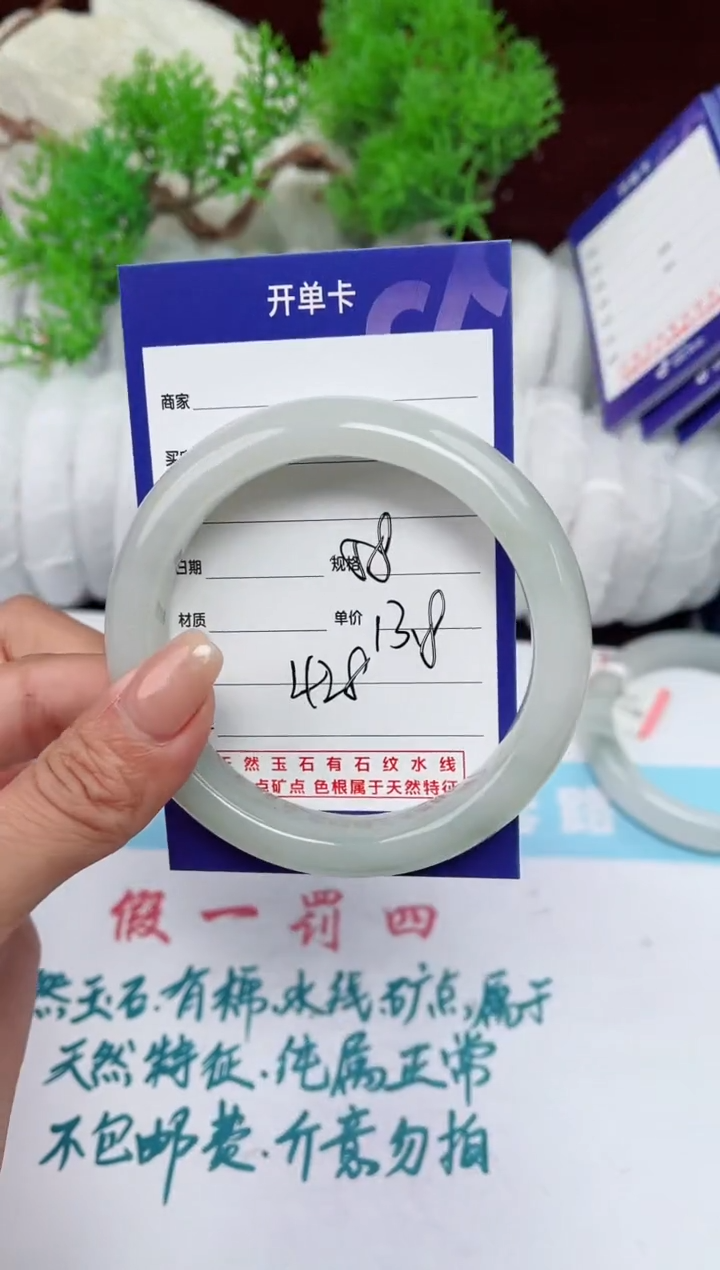 开单卡
商家
日期
规格
58
材质
单价
138
428
然玉石有石纹水线
点矿点 色根属于天然特征
假一罚四
然玉石.有棉.水线.矿点,属于
天然特征.纯属正常
不包邮费.介意勿拍